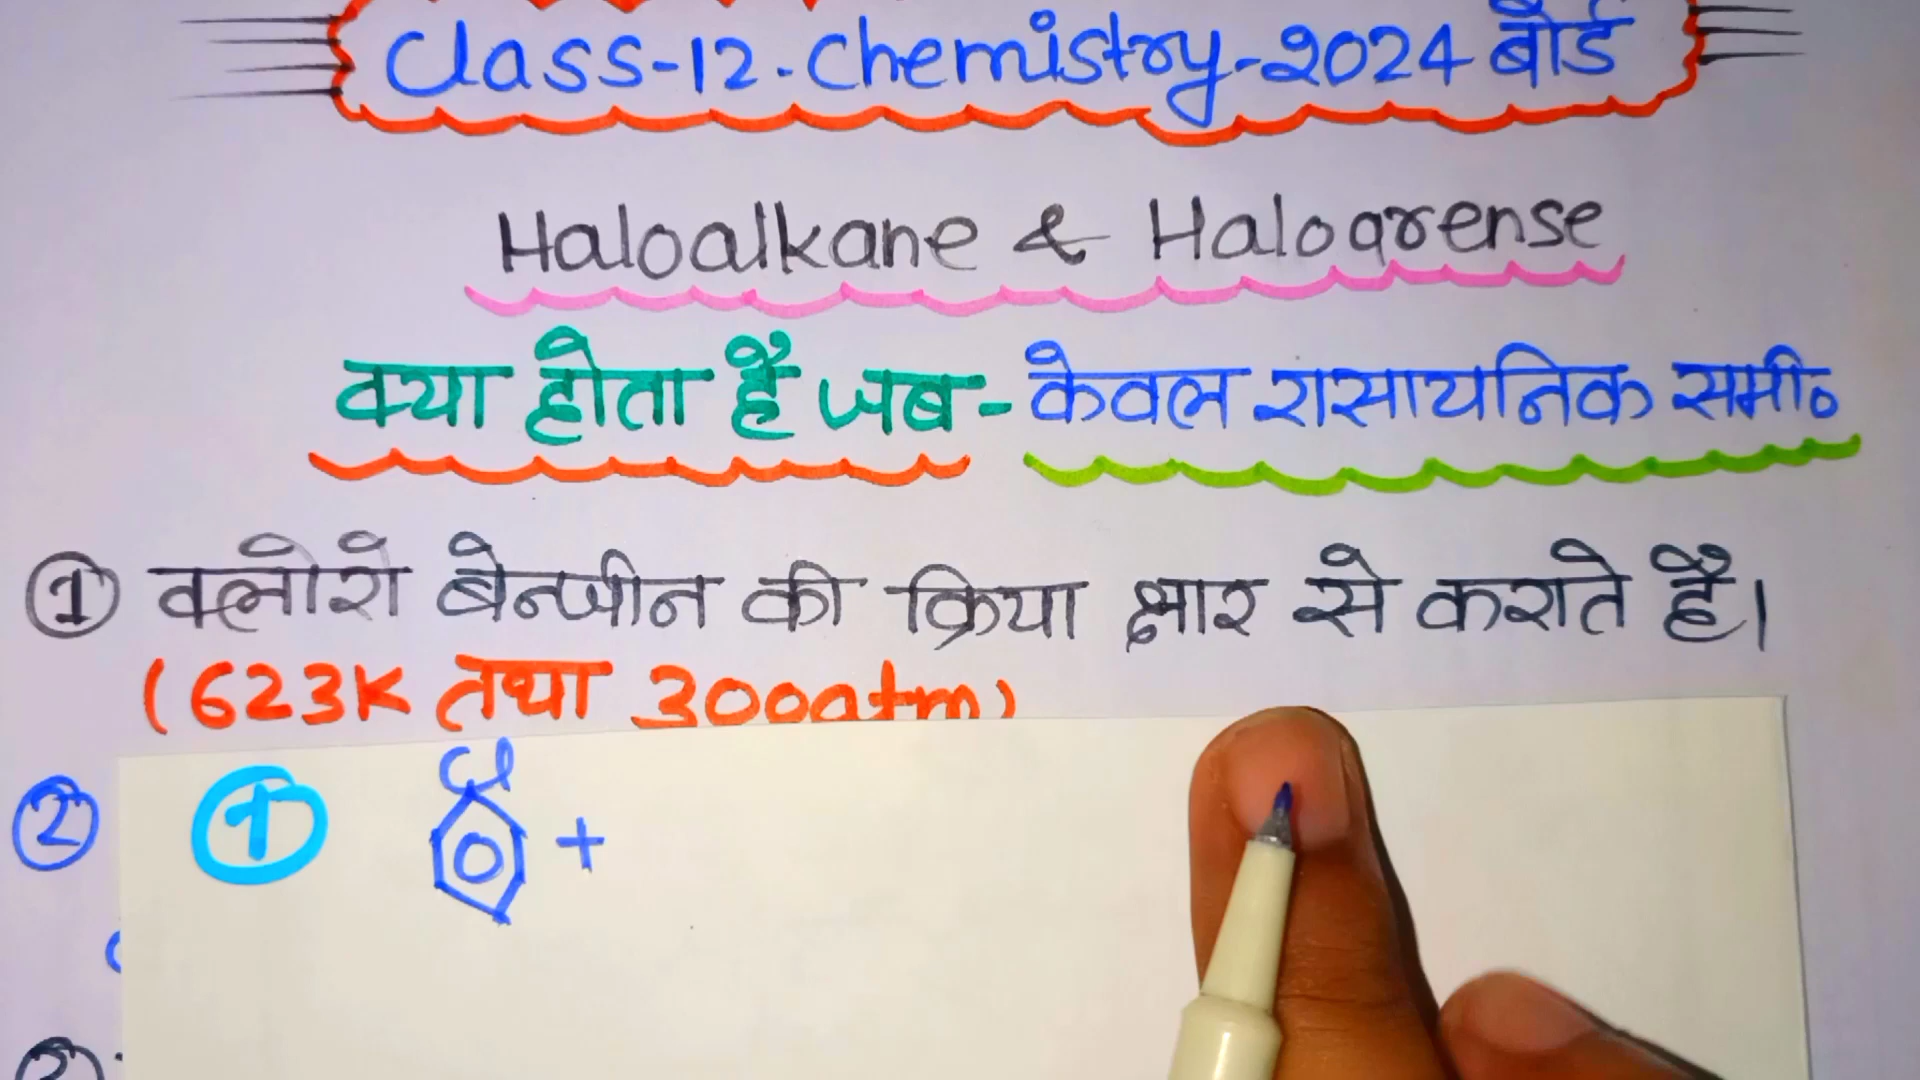 Class-12. Chemistry-2024 बोर्ड
Haloalkane & Haloarense
क्या होता है जब- केवल रासायनिक समी०
① क्लोरो बेन्जीन की क्रिया क्षार से कराते है।
(623K तथा 300atm)
②
① Cl
+